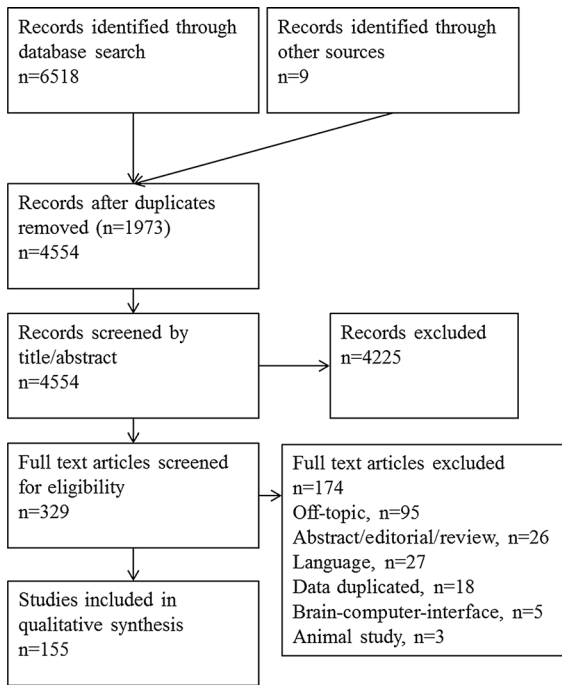 Records identified through
database search
n=6518
Records identified through
other sources
n=9
Records after duplicates
removed (n=1973)
n=4554
Records screened by
title/abstract
n=4554
Records excluded
n=4225
Full text articles screened
for eligibility
n=329
Full text articles excluded
n=174
Off-topic, n=95
Abstract/editorial/review, n=26
Language, n=27
Data duplicated, n=18
Brain-computer-interface, n=5
Animal study, n=3
Studies included in
qualitative synthesis
n=155